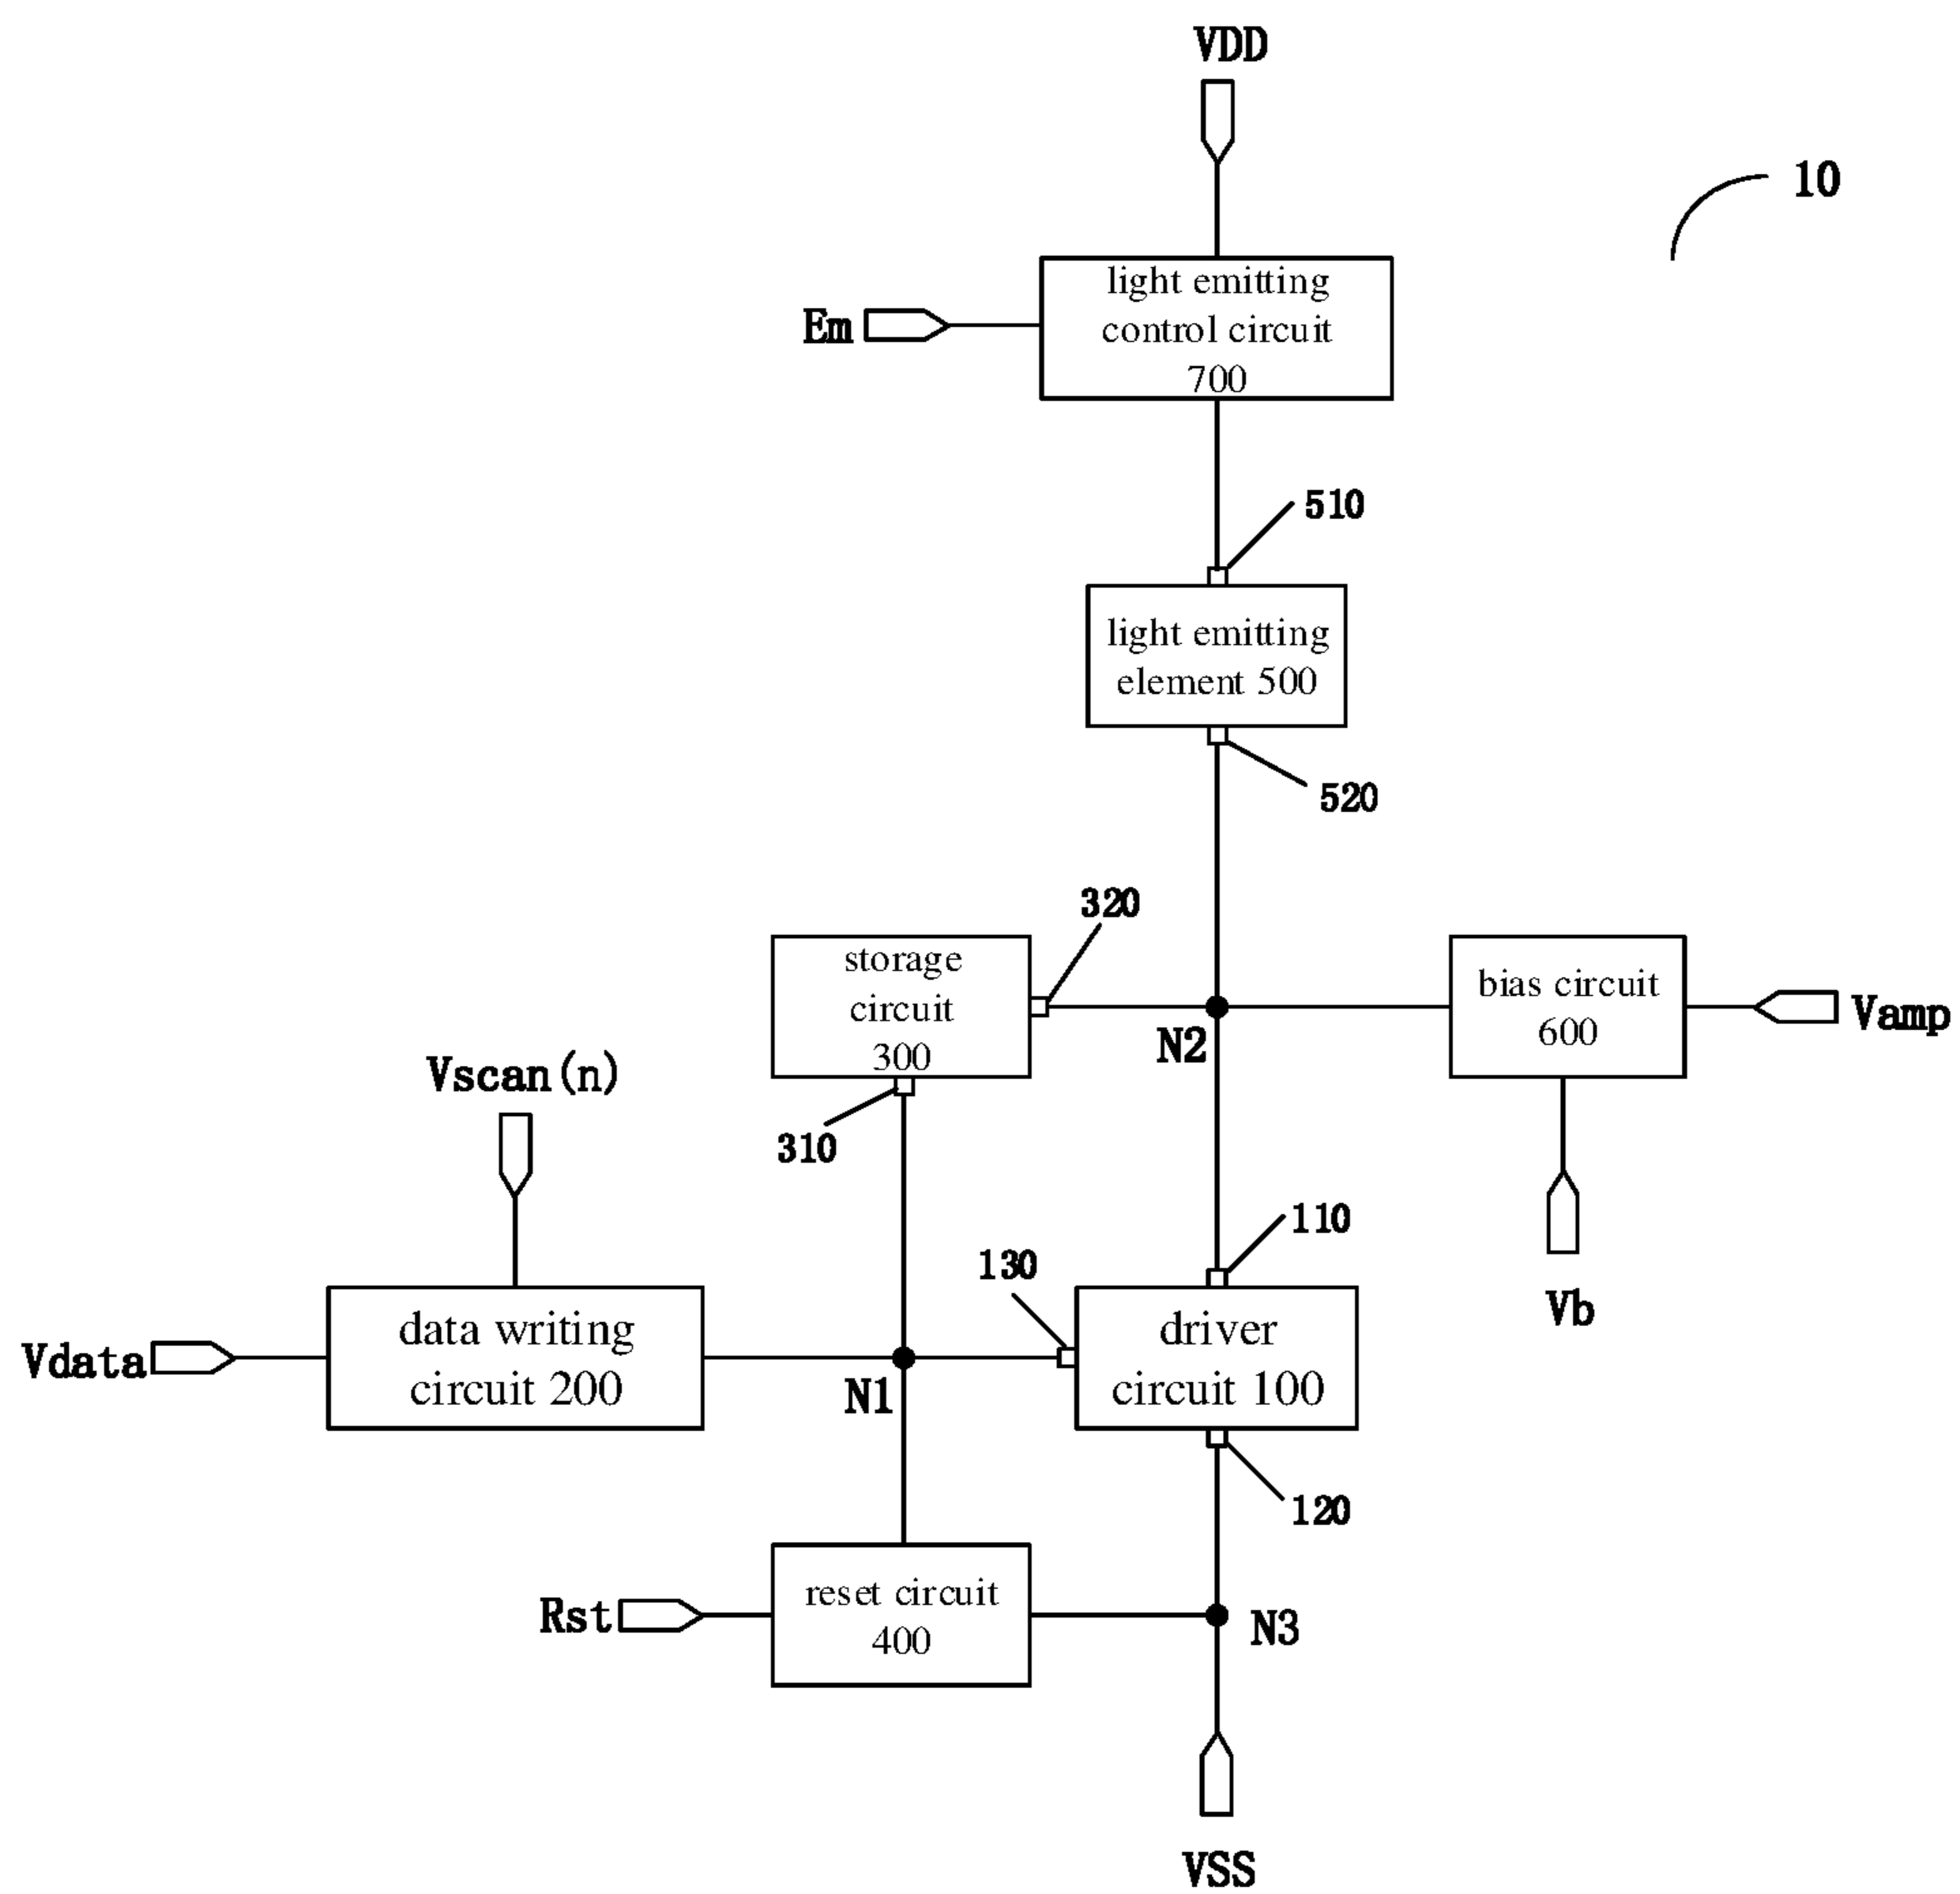 VDD
10
light emitting
control circuit
700
Em
510
light emitting
element 500
520
320
storage
circuit
300
N2
bias circuit
600
Vamp
Vscan(n)
310
110
130
Vb
data writing
circuit 200
driver
circuit 100
Vdata
N1
120
reset circuit
400
Rst
N3
VSS